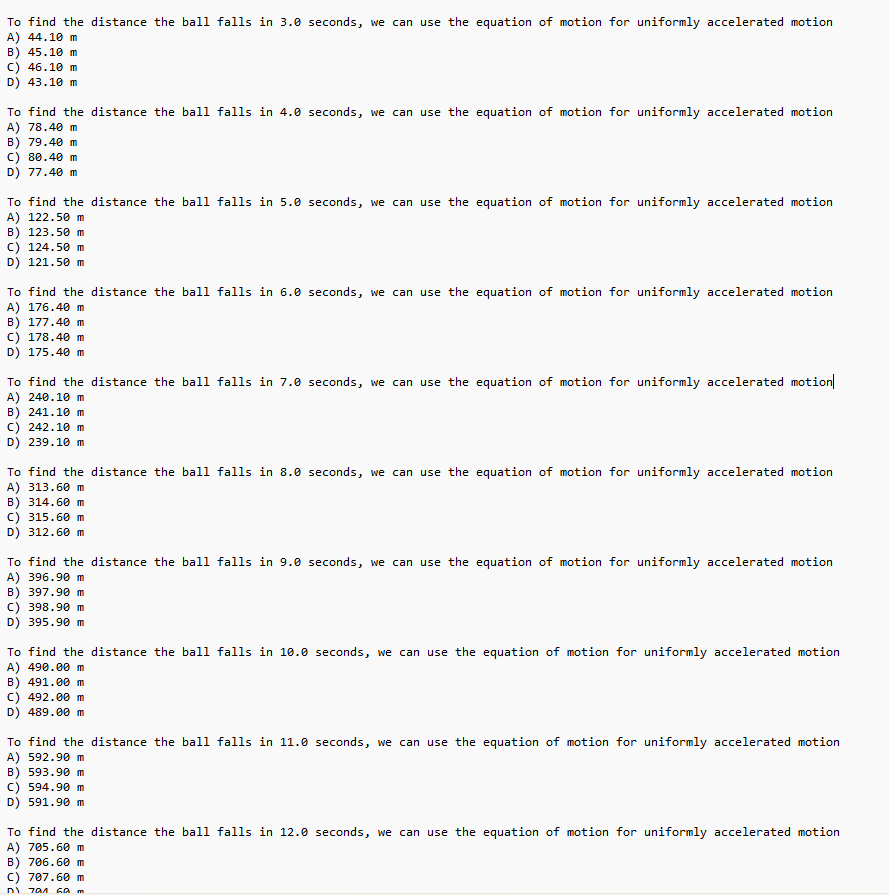 To find the distance the ball falls in 3.0 seconds, we can use the equation of motion for uniformly accelerated motion
A) 44.10 m
B) 45.10 m
C) 46.10 m
D) 43.10 m
To find the distance the ball falls in 4.0 seconds, we can use the equation of motion for uniformly accelerated motion
A) 78.40 m
B) 79.40 m
C) 80.40 m
D) 77.40 m
To find the distance the ball falls in 5.0 seconds, we can use the equation of motion for uniformly accelerated motion
A) 122.50 m
B) 123.50 m
C) 124.50 m
D) 121.50 m
To find the distance the ball falls in 6.0 seconds, we can use the equation of motion for uniformly accelerated motion
A) 176.40 m
B) 177.40 m
C) 178.40 m
D) 175.40 m
To find the distance the ball falls in 7.0 seconds, we can use the equation of motion for uniformly accelerated motion
A) 240.10 m
B) 241.10 m
C) 242.10 m
D) 239.10 m
To find the distance the ball falls in 8.0 seconds, we can use the equation of motion for uniformly accelerated motion
A) 313.60 m
B) 314.60 m
C) 315.60 m
D) 312.60 m
To find the distance the ball falls in 9.0 seconds, we can use the equation of motion for uniformly accelerated motion
A) 396.90 m
B) 397.90 m
C) 398.90 m
D) 395.90 m
To find the distance the ball falls in 10.0 seconds, we can use the equation of motion for uniformly accelerated motion
A) 490.00 m
B) 491.00 m
C) 492.00 m
D) 489.00 m
To find the distance the ball falls in 11.0 seconds, we can use the equation of motion for uniformly accelerated motion
A) 592.90 m
B) 593.90 m
C) 594.90 m
D) 591.90 m
To find the distance the ball falls in 12.0 seconds, we can use the equation of motion for uniformly accelerated motion
A) 705.60 m
B) 706.60 m
C) 707.60 m
D) 704.60 m